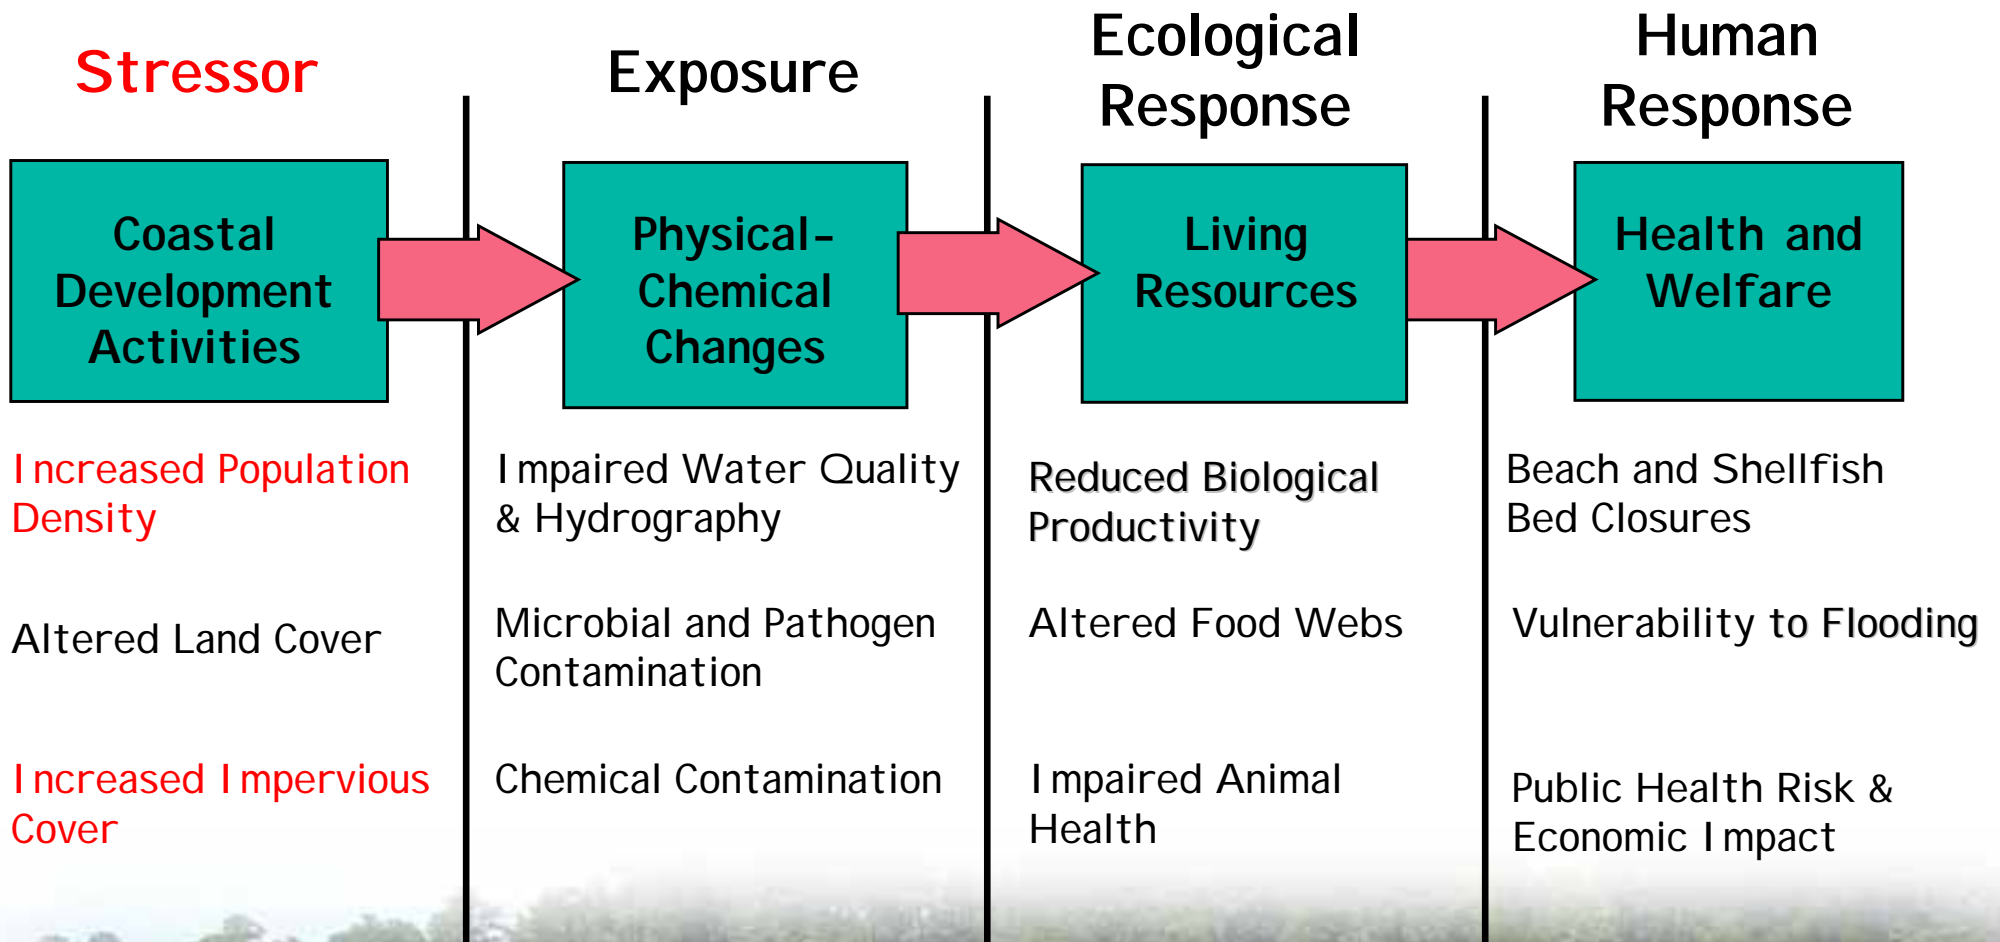 Stressor
Coastal
Development
Activities
Increased Population
Density
Altered Land Cover
Increased Impervious
Cover
Exposure
Physical-
Chemical
Changes
Impaired Water Quality
& Hydrography
Microbial and Pathogen
Contamination
Chemical Contamination
Ecological
Response
Living
Resources
Reduced Biological
Productivity
Altered Food Webs
Impaired Animal
Health
Human
Response
Health and
Welfare
Beach and Shellfish
Bed Closures
Vulnerability to Flooding
Public Health Risk &
Economic Impact